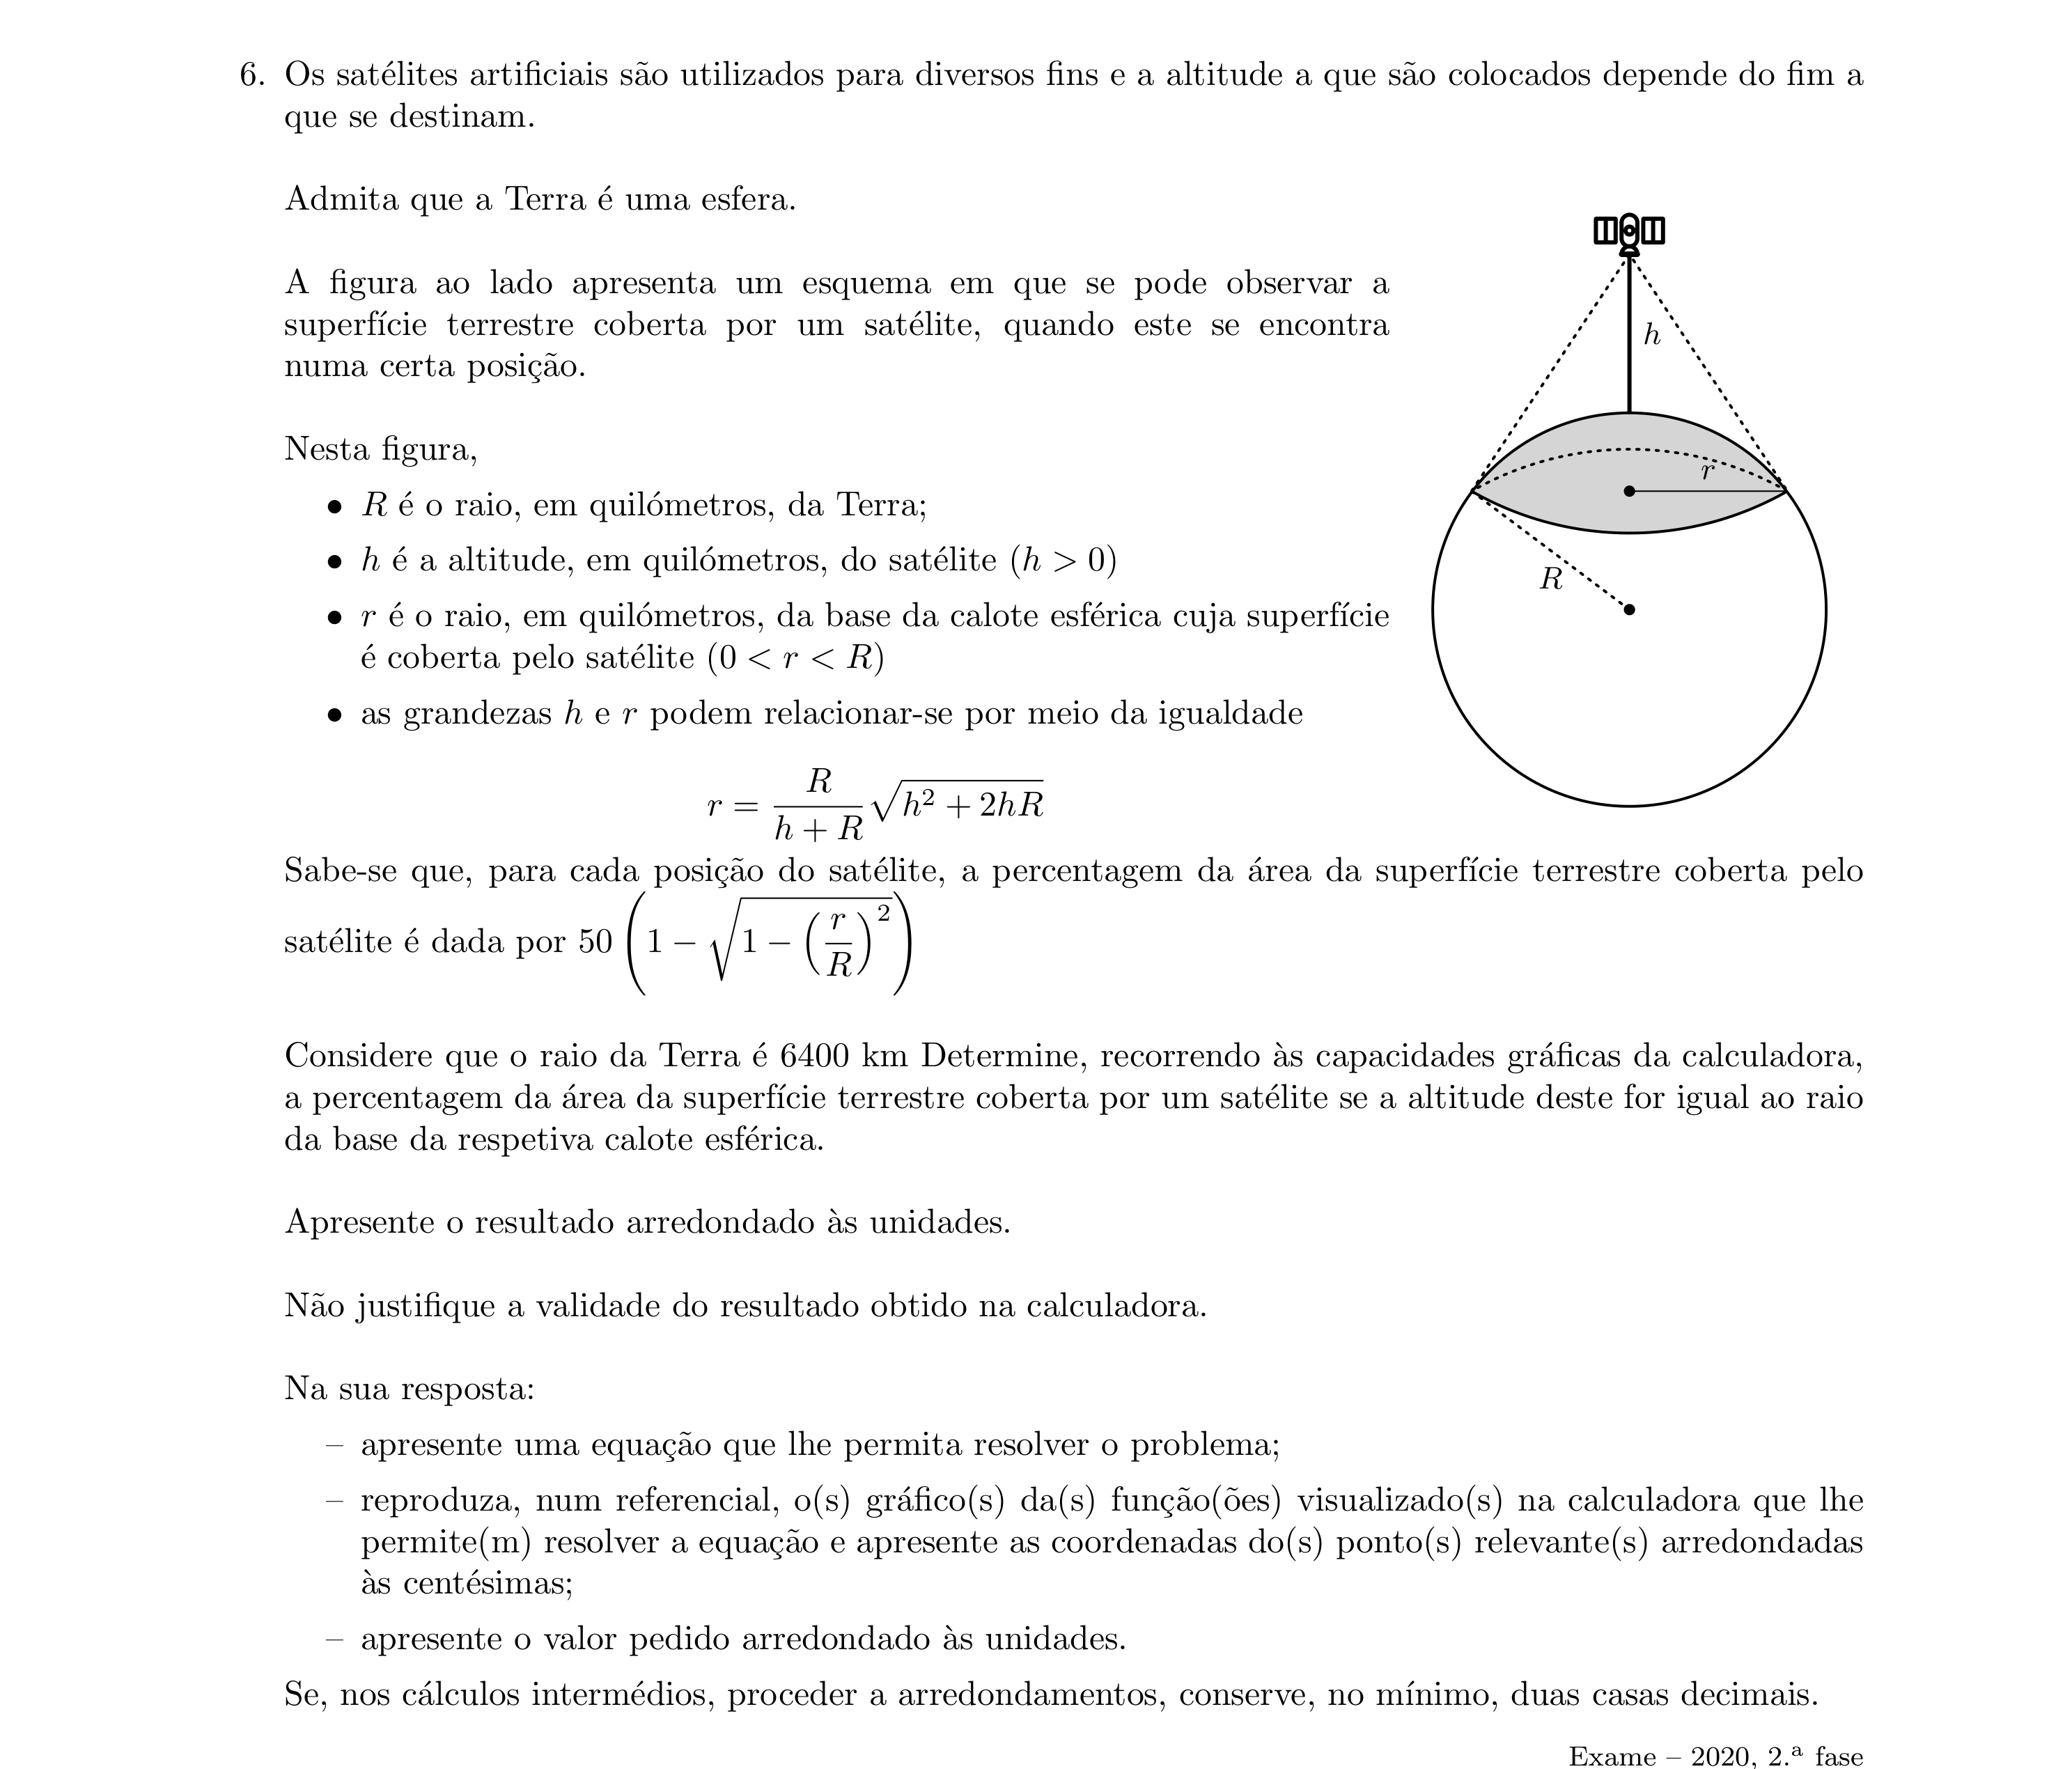 6. Os satélites artificiais são utilizados para diversos fins e a altitude a que são colocados depende do fim a
que se destinam.
Admita que a Terra é uma esfera.
A figura ao lado apresenta um esquema em que se pode observar a
superfície terrestre coberta por um satélite, quando este se encontra
numa certa posição.
Nesta figura,
• R é o raio, em quilómetros, da Terra;
• h é a altitude, em quilómetros, do satélite (h > 0)
• r é o raio, em quilómetros, da base da calote esférica cuja superfície
é coberta pelo satélite (0 < r < R)
• as grandezas h e r podem relacionar-se por meio da igualdade
r = \frac{R}{h + R}\sqrt{h^2 + 2hR}
h
r
R
Sabe-se que, para cada posição do satélite, a percentagem da área da superfície terrestre coberta pelo
satélite é dada por 50 \left(1 - \sqrt{1 - \left(\frac{r}{R}\right)^2}\right)
Considere que o raio da Terra é 6400 km Determine, recorrendo às capacidades gráficas da calculadora,
a percentagem da área da superfície terrestre coberta por um satélite se a altitude deste for igual ao raio
da base da respetiva calote esférica.
Apresente o resultado arredondado às unidades.
Não justifique a validade do resultado obtido na calculadora.
Na sua resposta:
– apresente uma equação que lhe permita resolver o problema;
– reproduza, num referencial, o(s) gráfico(s) da(s) função(ões) visualizado(s) na calculadora que lhe
permite(m) resolver a equação e apresente as coordenadas do(s) ponto(s) relevante(s) arredondadas
às centésimas;
– apresente o valor pedido arredondado às unidades.
Se, nos cálculos intermédios, proceder a arredondamentos, conserve, no mínimo, duas casas decimais.
Exame – 2020, 2.ª fase